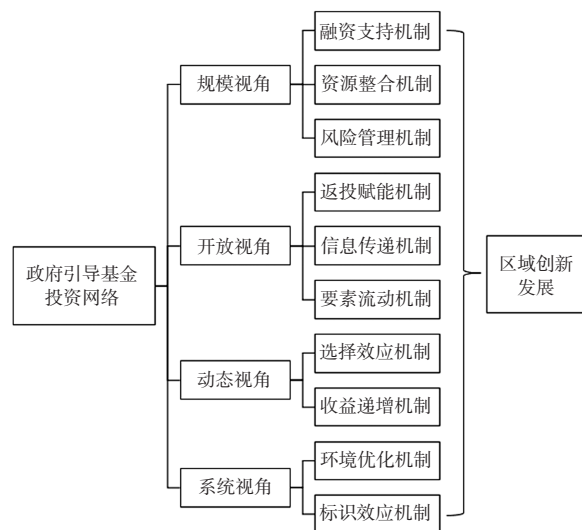 政府引导基金
投资网络
规模视角
融资支持机制
资源整合机制
风险管理机制
开放视角
返投赋能机制
信息传递机制
要素流动机制
动态视角
选择效应机制
收益递增机制
系统视角
环境优化机制
标识效应机制
区域创新
发展